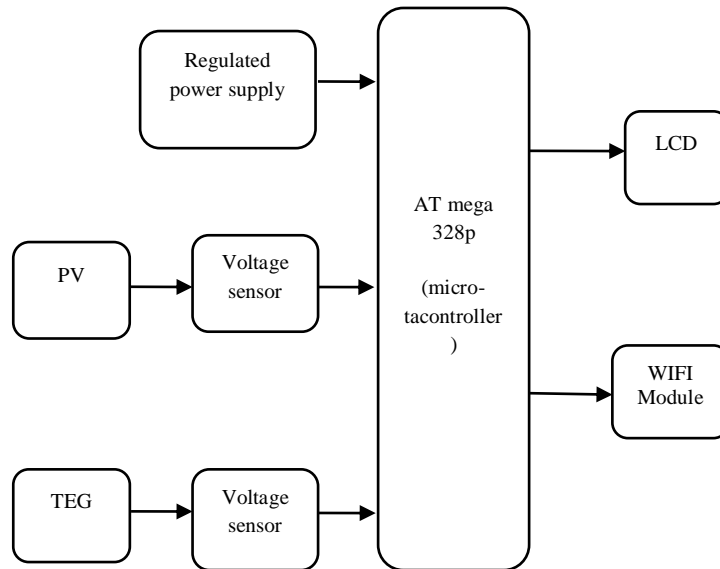 Regulated
power supply
LCD
AT mega
328p
(micro-
tacontroller
)
PV
Voltage
sensor
WIFI
Module
TEG
Voltage
sensor